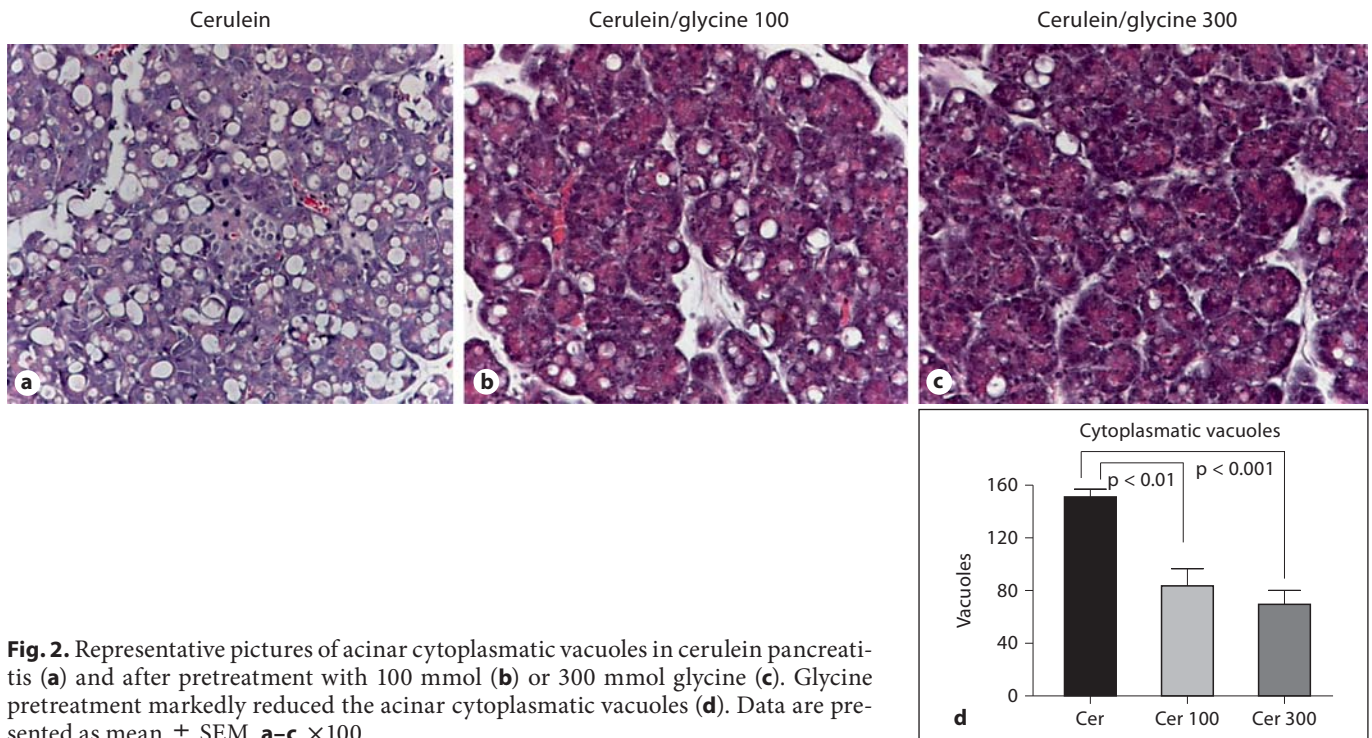 Cerulein
Cerulein/glycine 100
Cerulein/glycine 300
a
b
c
Cytoplasmatic vacuoles
p < 0.01
p < 0.001
160
120
80
40
0
Vacuoles
Cer
Cer 100
Cer 300
d
Fig. 2. Representative pictures of acinar cytoplasmatic vacuoles in cerulein pancreati-
tis (a) and after pretreatment with 100 mmol (b) or 300 mmol glycine (c). Glycine
pretreatment markedly reduced the acinar cytoplasmatic vacuoles (d). Data are pre-
sented as mean ± SEM. a–c ×100.